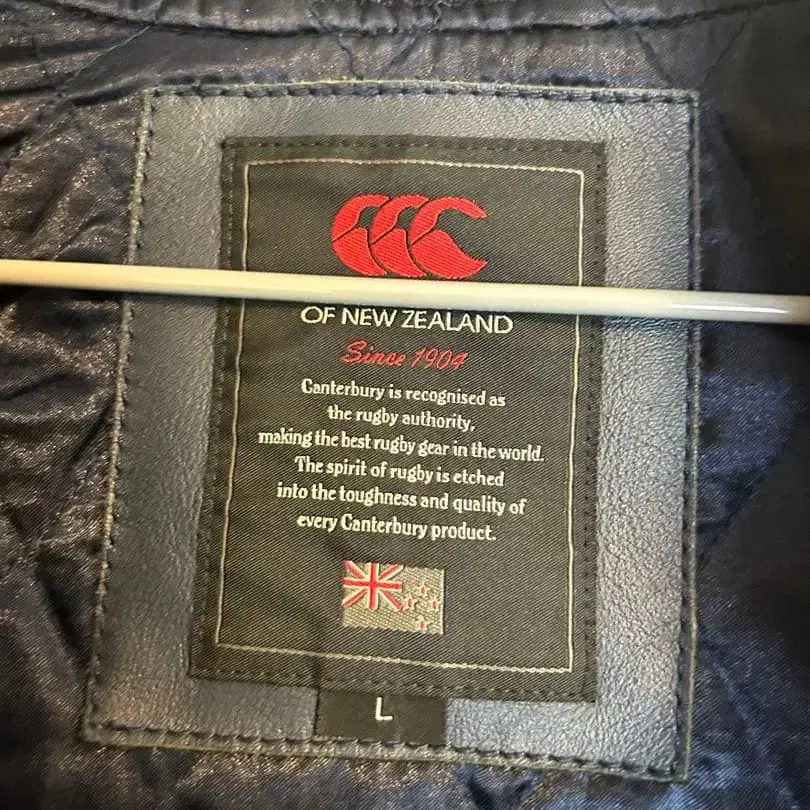 OF NEW ZEALAND
Since 1904
Canterbury is recognised as
the rugby authority,
making the best rugby gear in the world.
The spirit of rugby is etched
into the toughness and quality of
every Canterbury product.
L